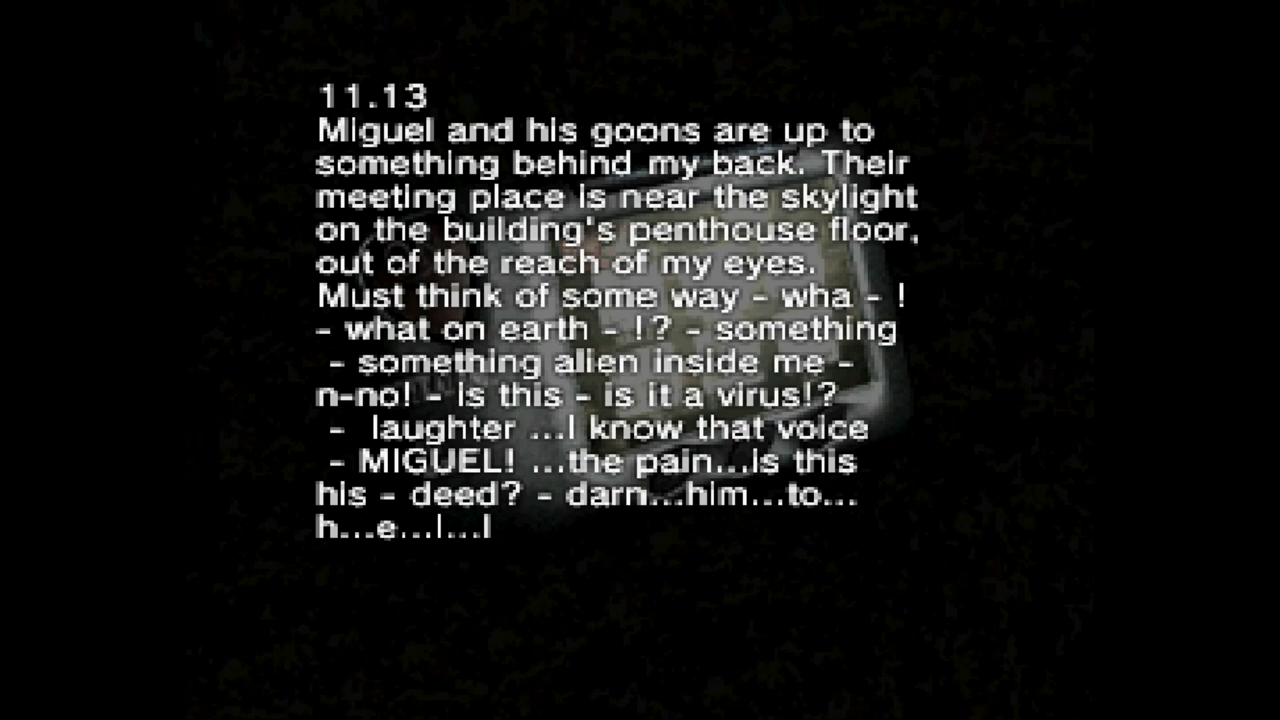 11.13
Miguel and his goons are up to
something behind my back. Their
meeting place is near the skylight
on the building's penthouse floor,
out of the reach of my eyes.
Must think of some way - wha - !
- what on earth - !? - something
- something alien inside me -
n-no! - is this - is it a virus!?
- laughter ...I know that voice
- MIGUEL! ...the pain...is this
his - deed? - darn...him...to...
h...e...l...l